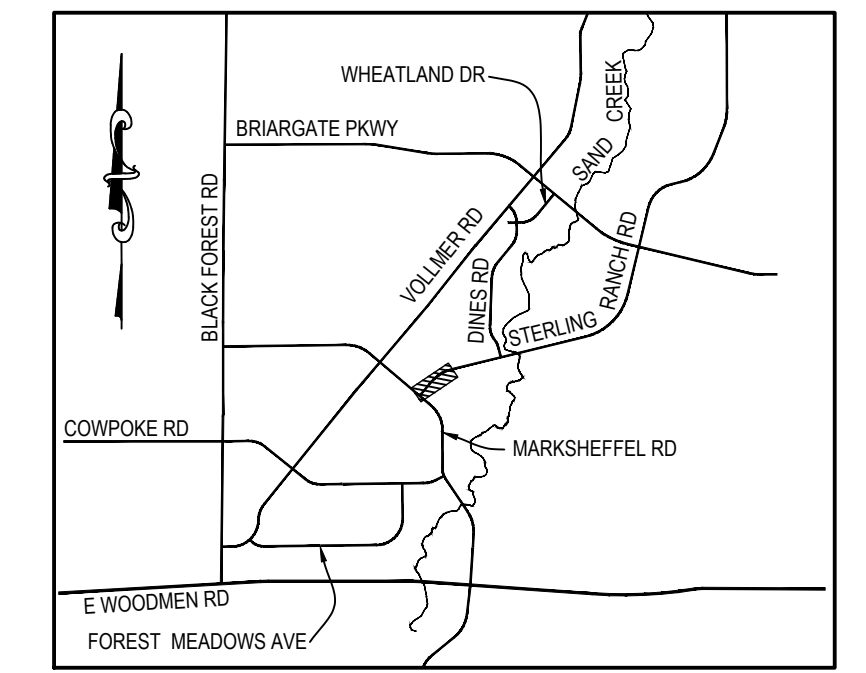 WHEATLAND DR
BRIARGATE PKWY
SAND CREEK
BLACK FOREST RD
VOLLMER RD
DINES RD
STERLING RANCH RD
COWPOKE RD
MARKSHEFFEL RD
E WOODMEN RD
FOREST MEADOWS AVE